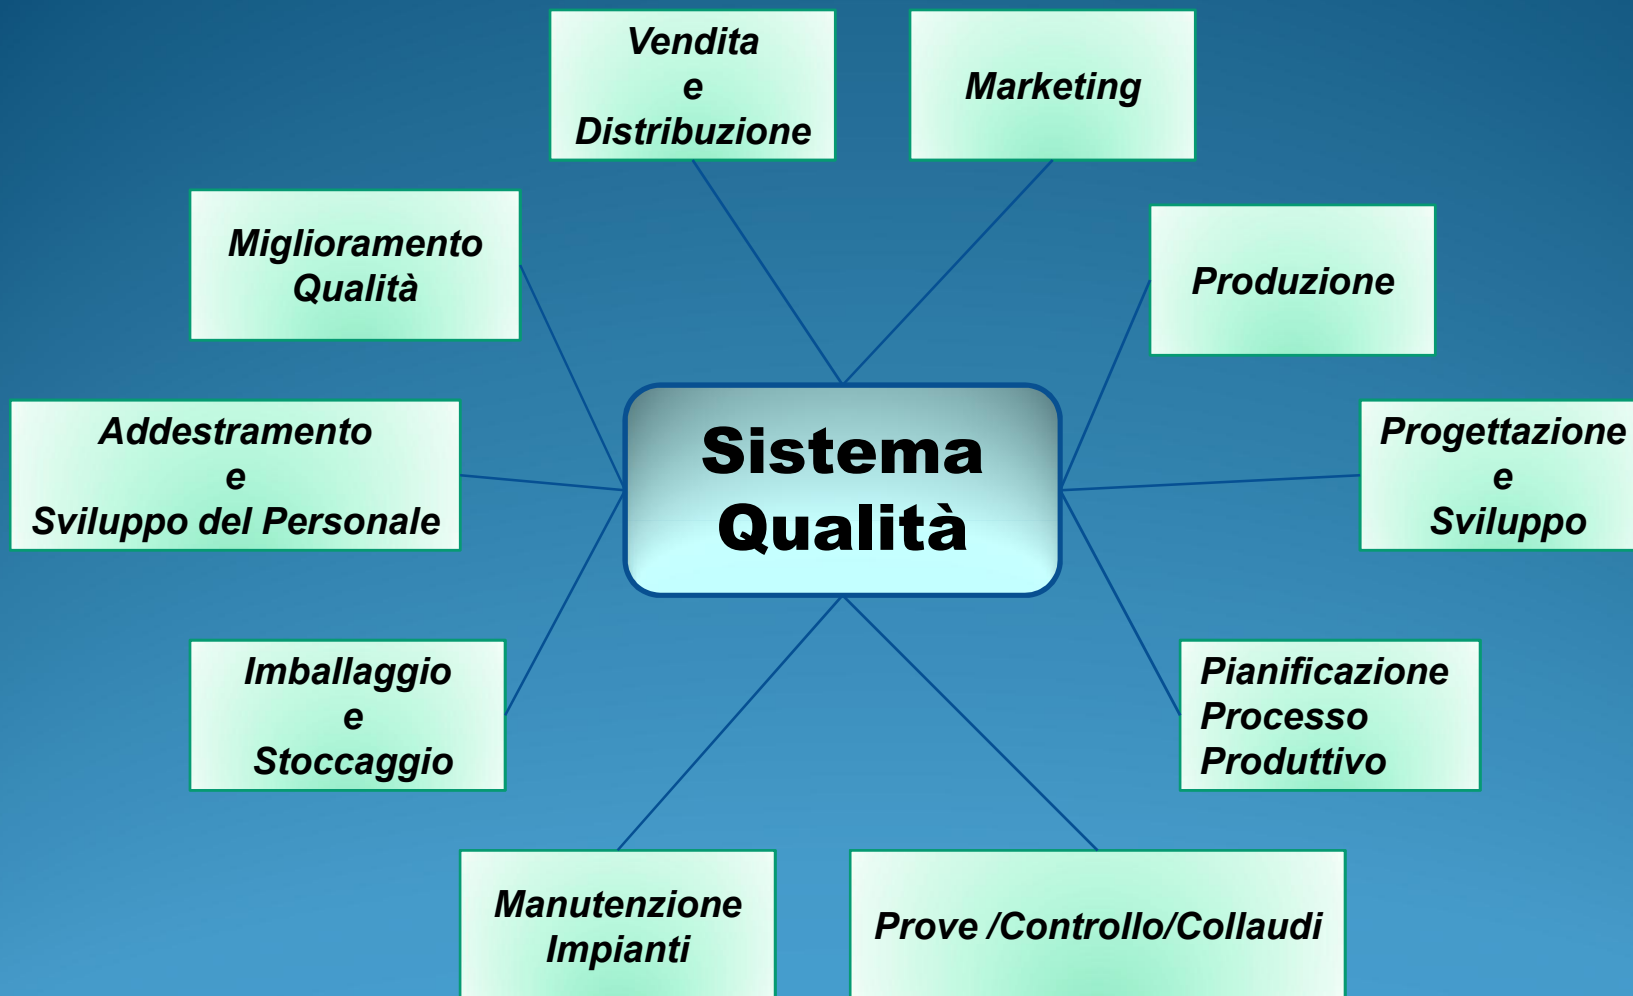 Vendita
e
Distribuzione
Marketing
Miglioramento
Qualità
Produzione
Addestramento
e
Sviluppo del Personale
Sistema
Qualità
Progettazione
e
Sviluppo
Imballaggio
e
Stoccaggio
Pianificazione
Processo
Produttivo
Manutenzione
Impianti
Prove /Controllo/Collaudi